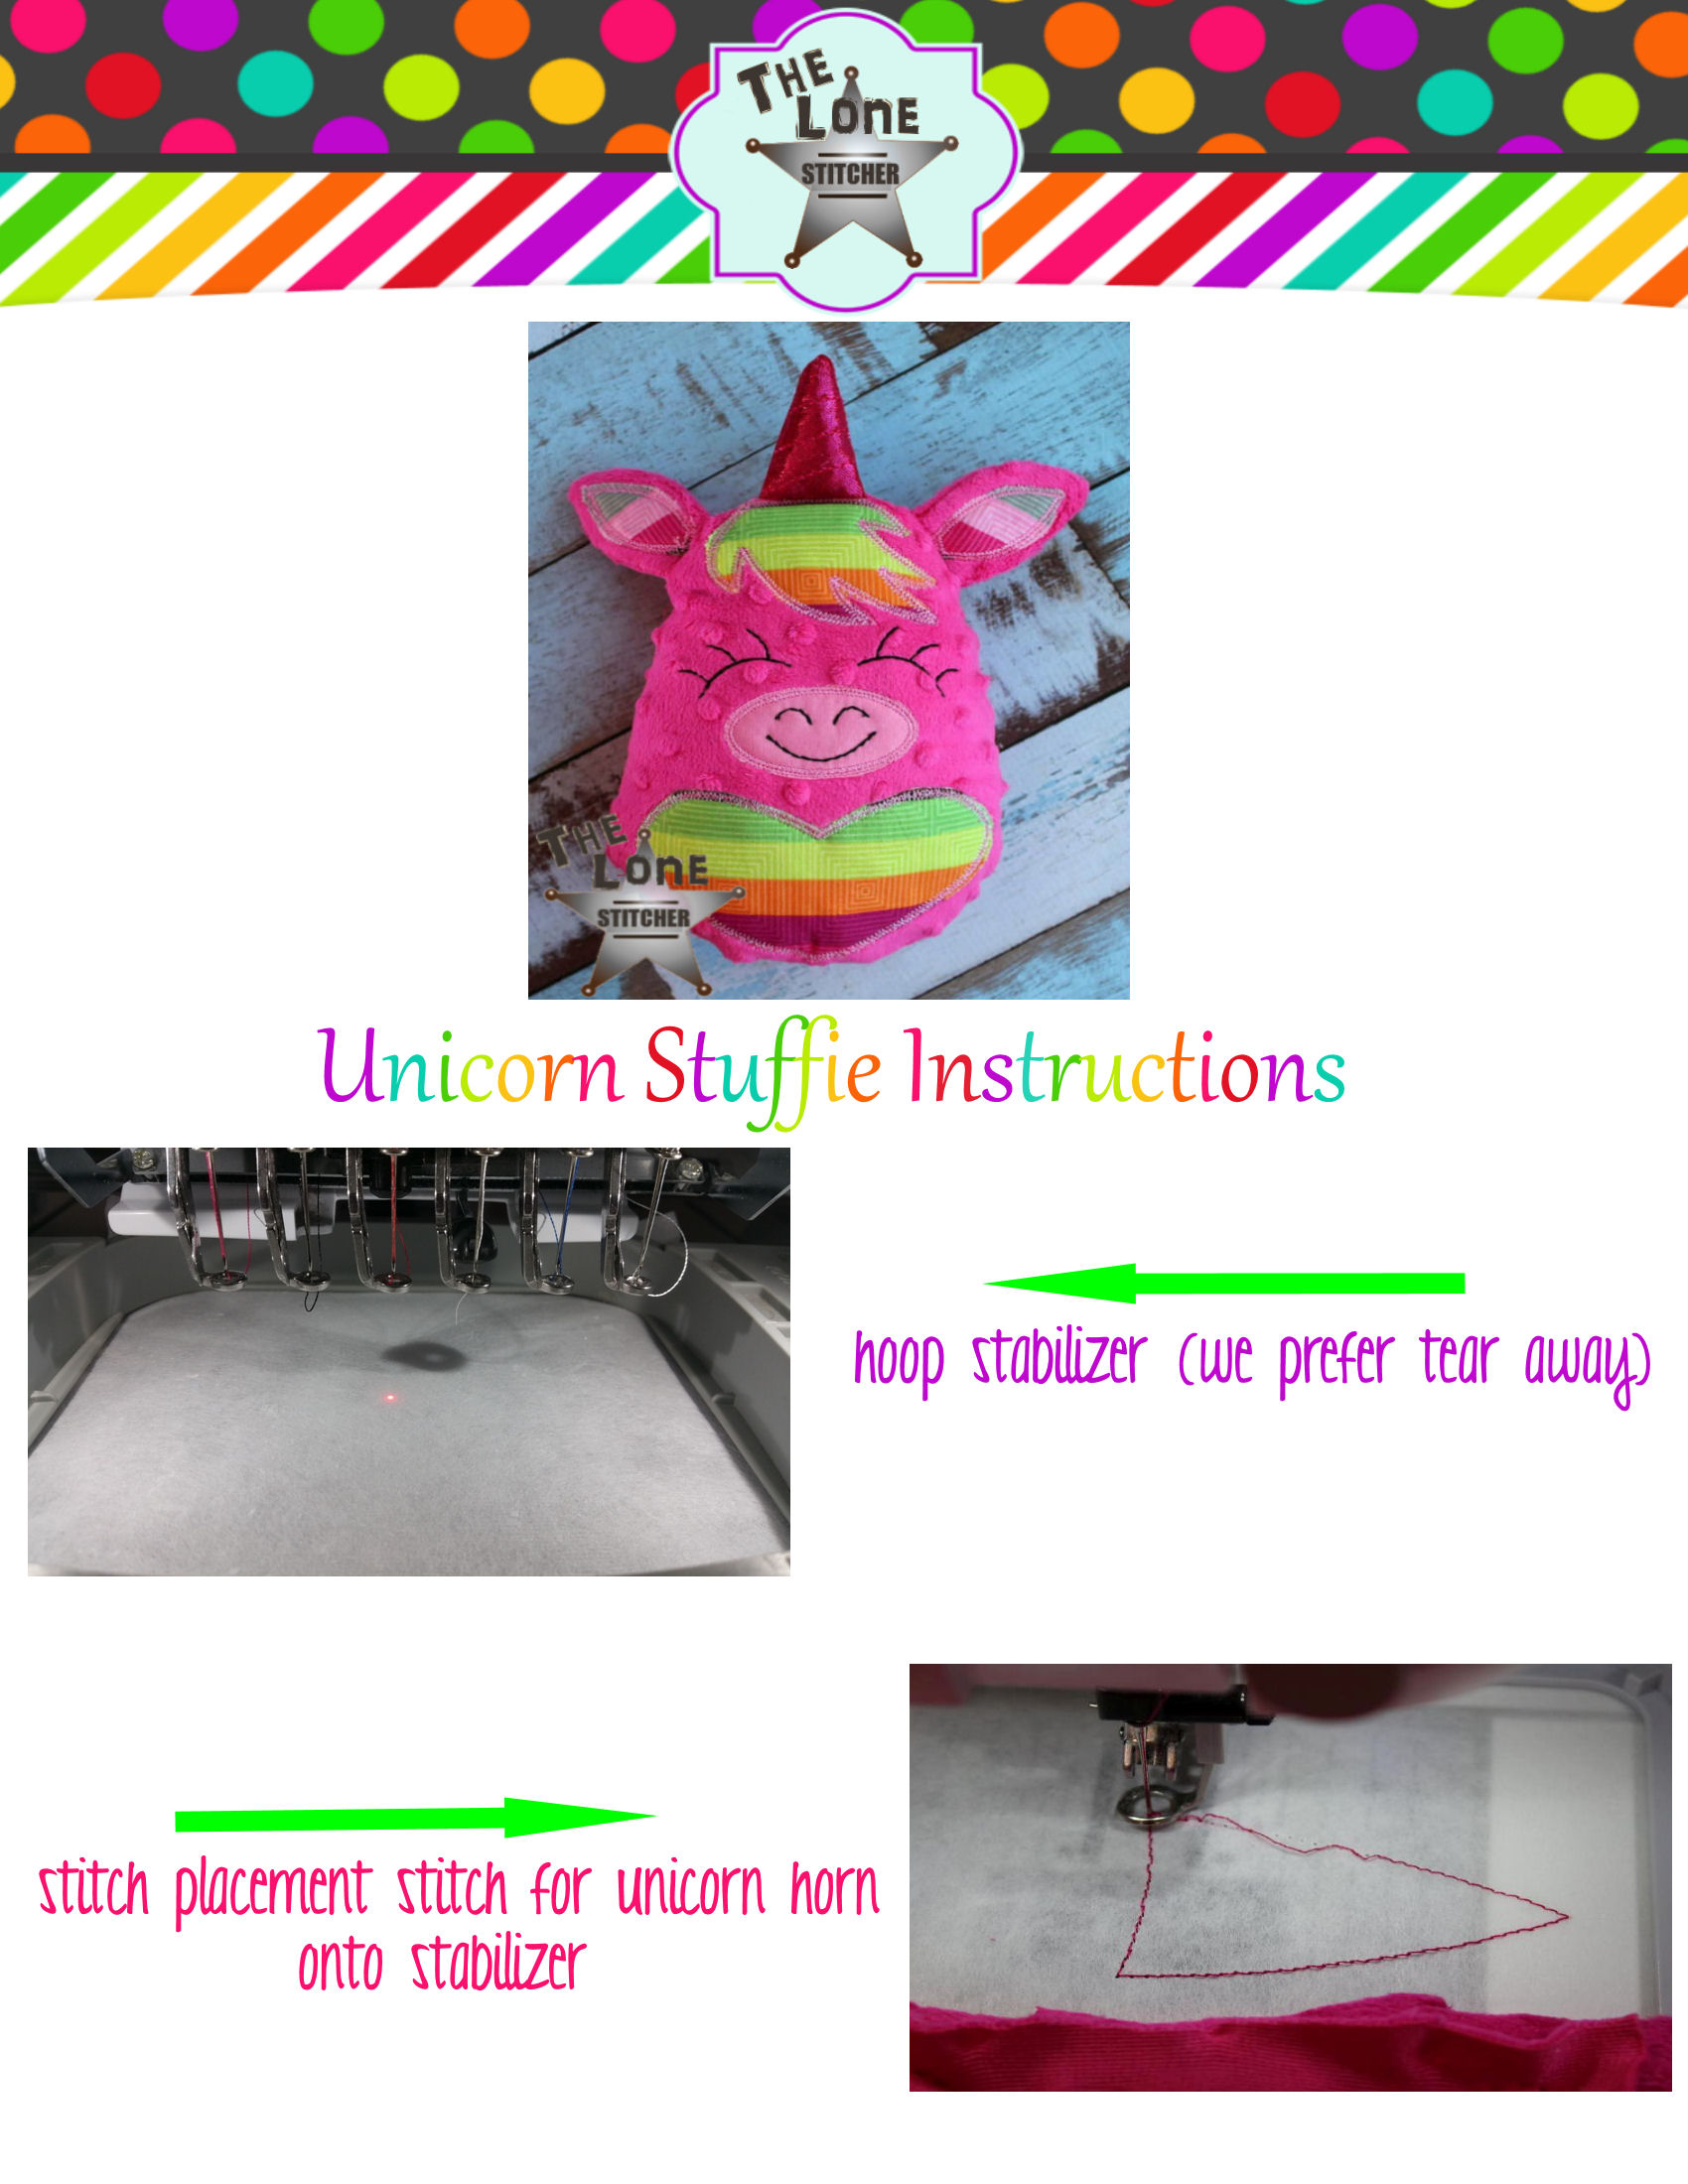 THE
LONE
STITCHER
THE
LONE
STITCHER
Unicorn Stuffie Instructions
hoop stabilizer (we prefer tear away)
stitch placement stitch for unicorn horn
onto stabilizer